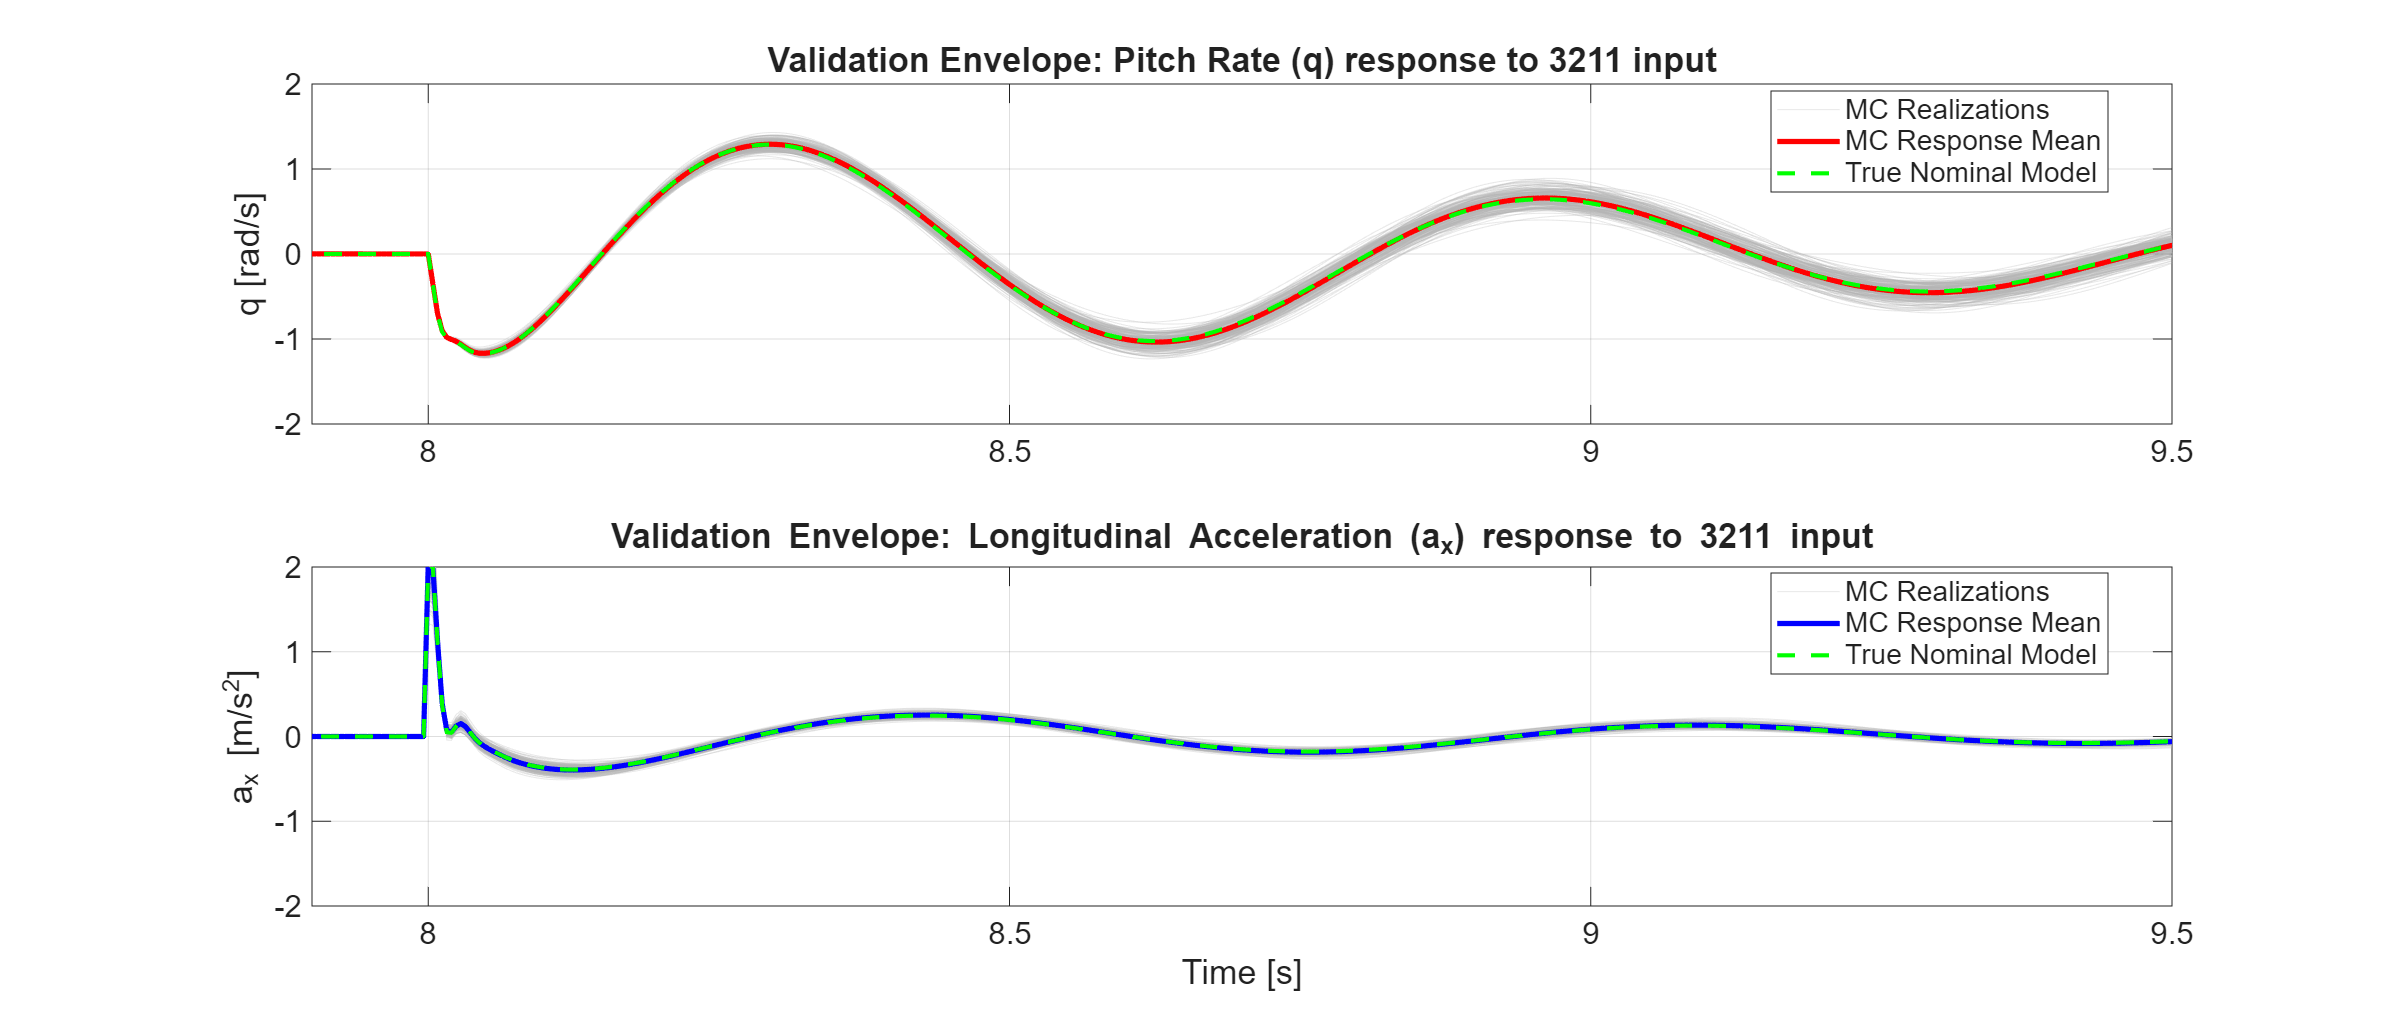 Validation Envelope: Pitch Rate (q) response to 3211 input
2
1
0
-1
-2
q [rad/s]
8
8.5
9
9.5
MC Realizations
MC Response Mean
True Nominal Model
Validation Envelope: Longitudinal Acceleration (aₓ) response to 3211 input
2
1
0
-1
-2
aₓ [m/s²]
8
8.5
9
9.5
MC Realizations
MC Response Mean
True Nominal Model
Time [s]